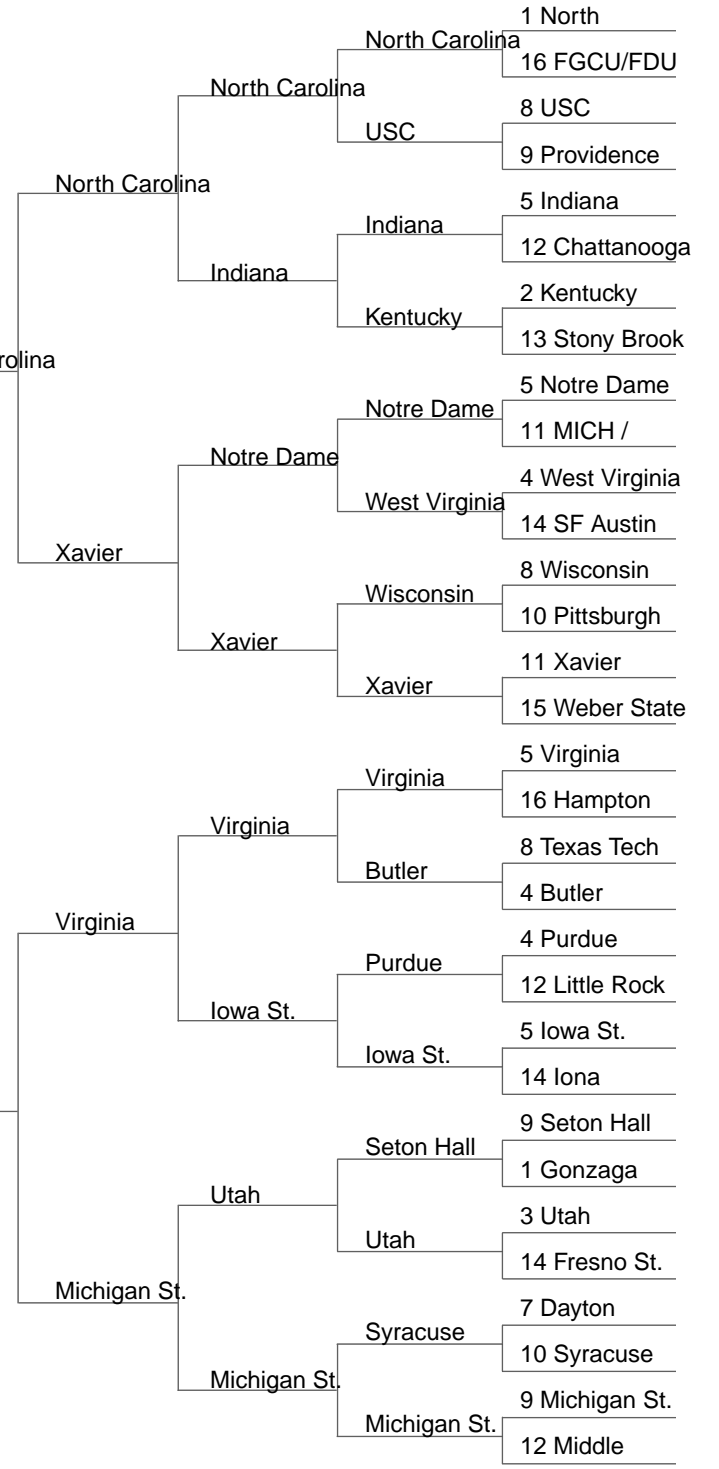 1 North
North Carolina
16 FGCU/FDU
North Carolina
8 USC
USC
9 Providence
North Carolina
5 Indiana
Indiana
12 Chattanooga
Indiana
2 Kentucky
Kentucky
13 Stony Brook
rolina
5 Notre Dame
Notre Dame
11 MICH /
Notre Dame
4 West Virginia
West Virginia
14 SF Austin
Xavier
8 Wisconsin
Wisconsin
10 Pittsburgh
Xavier
11 Xavier
Xavier
15 Weber State
5 Virginia
Virginia
16 Hampton
Virginia
8 Texas Tech
Butler
4 Butler
Virginia
4 Purdue
Purdue
12 Little Rock
Iowa St.
5 Iowa St.
Iowa St.
14 Iona
9 Seton Hall
Seton Hall
1 Gonzaga
Utah
3 Utah
Utah
14 Fresno St.
Michigan St.
7 Dayton
Syracuse
10 Syracuse
Michigan St.
9 Michigan St.
Michigan St.
12 Middle